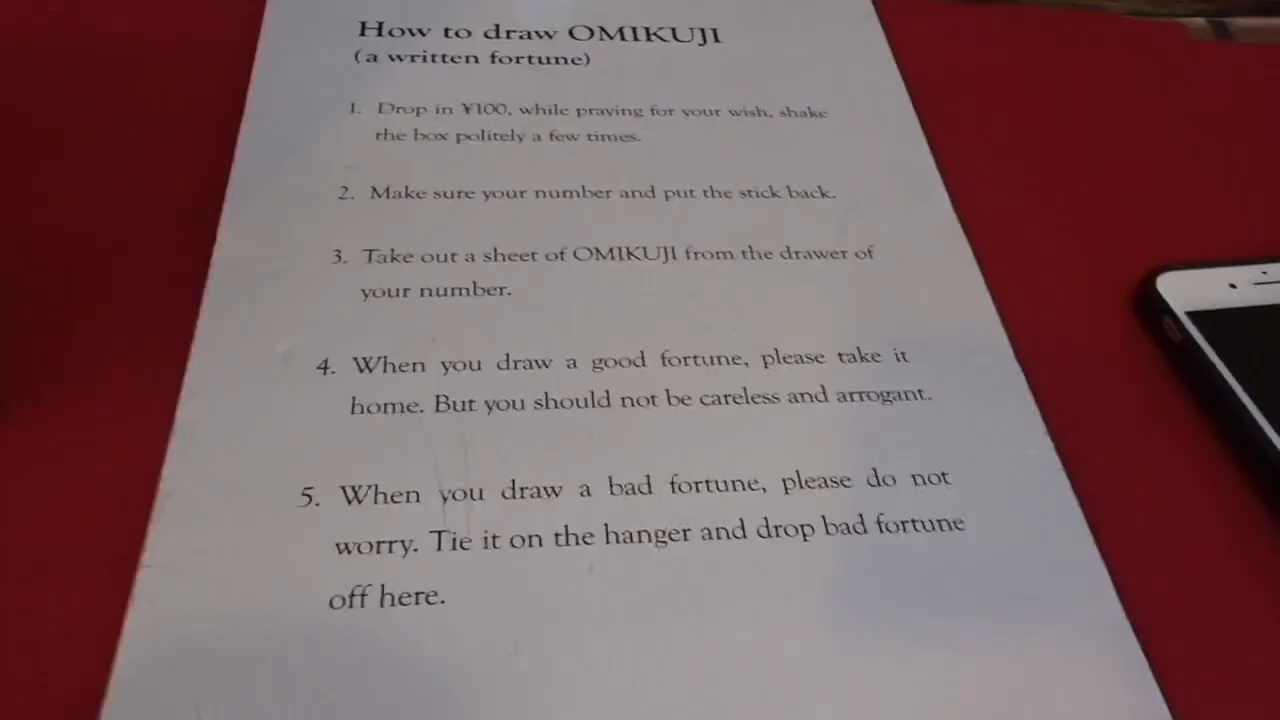 How to draw OMIKUJI
(a written fortune)
1. Drop in ¥100, while praying for your wish, shake
the box politely a few times.
2. Make sure your number and put the stick back.
3. Take out a sheet of OMIKUJI from the drawer of
your number.
4. When you draw a good fortune, please take it
home. But you should not be careless and arrogant.
5. When you draw a bad fortune, please do not
worry. Tie it on the hanger and drop bad fortune
off here.